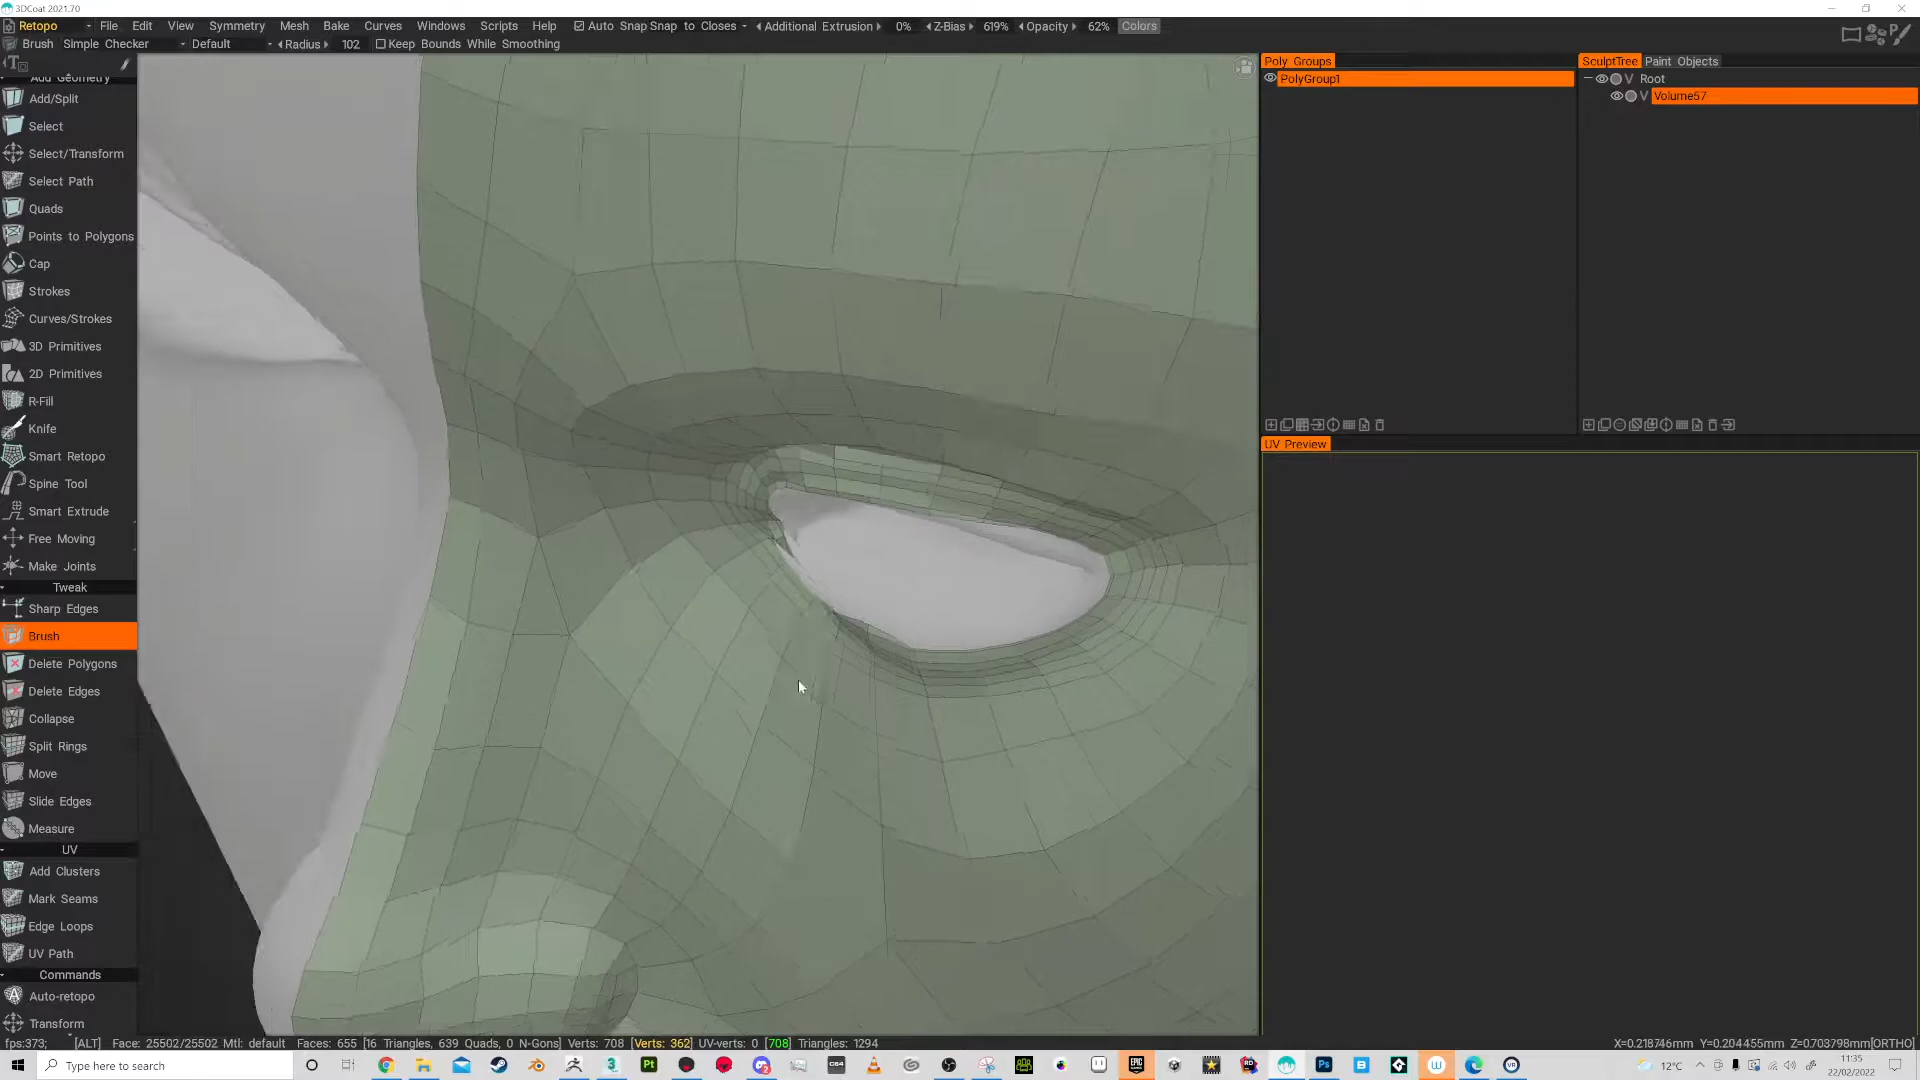 3DCoat 2021.70
Retopo File Edit View Symmetry Mesh Bake Curves Windows Scripts Help Auto Snap Snap to Closes Additional Extrusion 0% Z-Bias 619% Opacity 62% Colors
Brush Simple Checker Default Radius 102 Keep Bounds While Smoothing
Add Geometry
Add/Split
Select
Select/Transform
Select Path
Quads
Points to Polygons
Cap
Strokes
Curves/Strokes
3D Primitives
2D Primitives
R-Fill
Knife
Smart Retopo
Spine Tool
Smart Extrude
Free Moving
Make Joints
Tweak
Sharp Edges
Brush
Delete Polygons
Delete Edges
Collapse
Split Rings
Move
Slide Edges
Measure
UV
Add Clusters
Mark Seams
Edge Loops
UV Path
Commands
Auto-retopo
Transform
Poly Groups
PolyGroup1
SculptTree Paint Objects
V Root
V Volume57
UV Preview
fps:373; [ALT] Face: 25502/25502 Mtl: default Faces: 655 [16 Triangles, 639 Quads, 0 N-Gons] Verts: 708 [Verts: 362] UV-verts: 0 [708] Triangles: 1294 X=0.218746mm Y=0.204455mm Z=0.703798mm[ORTHO]
Type here to search
Pt
C64
EPIC GAMES
12°C
11:35
22/02/2022